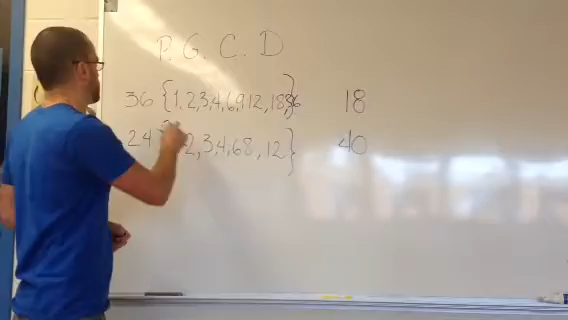 P. G. C. D
36 {1, 2, 3, 4, 6, 9 12, 18, 36} 18
24 2, 3, 4, 6 8, 12} 40